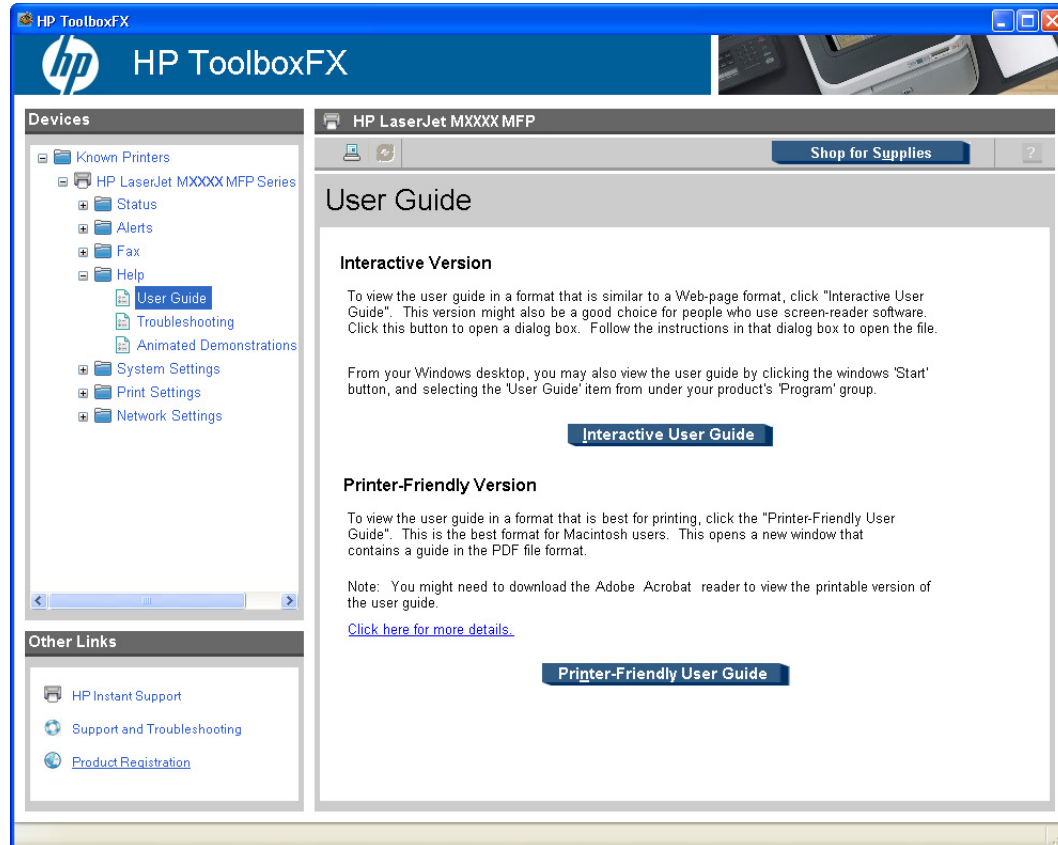 HP ToolboxFX
hp
HP ToolboxFX
Devices
Known Printers
HP LaserJet MXXXX MFP Series
Status
Alerts
Fax
Help
User Guide
Troubleshooting
Animated Demonstrations
System Settings
Print Settings
Network Settings
Other Links
HP Instant Support
Support and Troubleshooting
Product Registration
HP LaserJet MXXXX MFP
Shop for Supplies
?
User Guide
Interactive Version
To view the user guide in a format that is similar to a Web-page format, click "Interactive User
Guide". This version might also be a good choice for people who use screen-reader software.
Click this button to open a dialog box. Follow the instructions in that dialog box to open the file.
From your Windows desktop, you may also view the user guide by clicking the windows 'Start'
button, and selecting the 'User Guide' item from under your product's 'Program' group.
Interactive User Guide
Printer-Friendly Version
To view the user guide in a format that is best for printing, click the "Printer-Friendly User
Guide". This is the best format for Macintosh users. This opens a new window that
contains a guide in the PDF file format.
Note: You might need to download the Adobe Acrobat reader to view the printable version of
the user guide.
Click here for more details.
Printer-Friendly User Guide